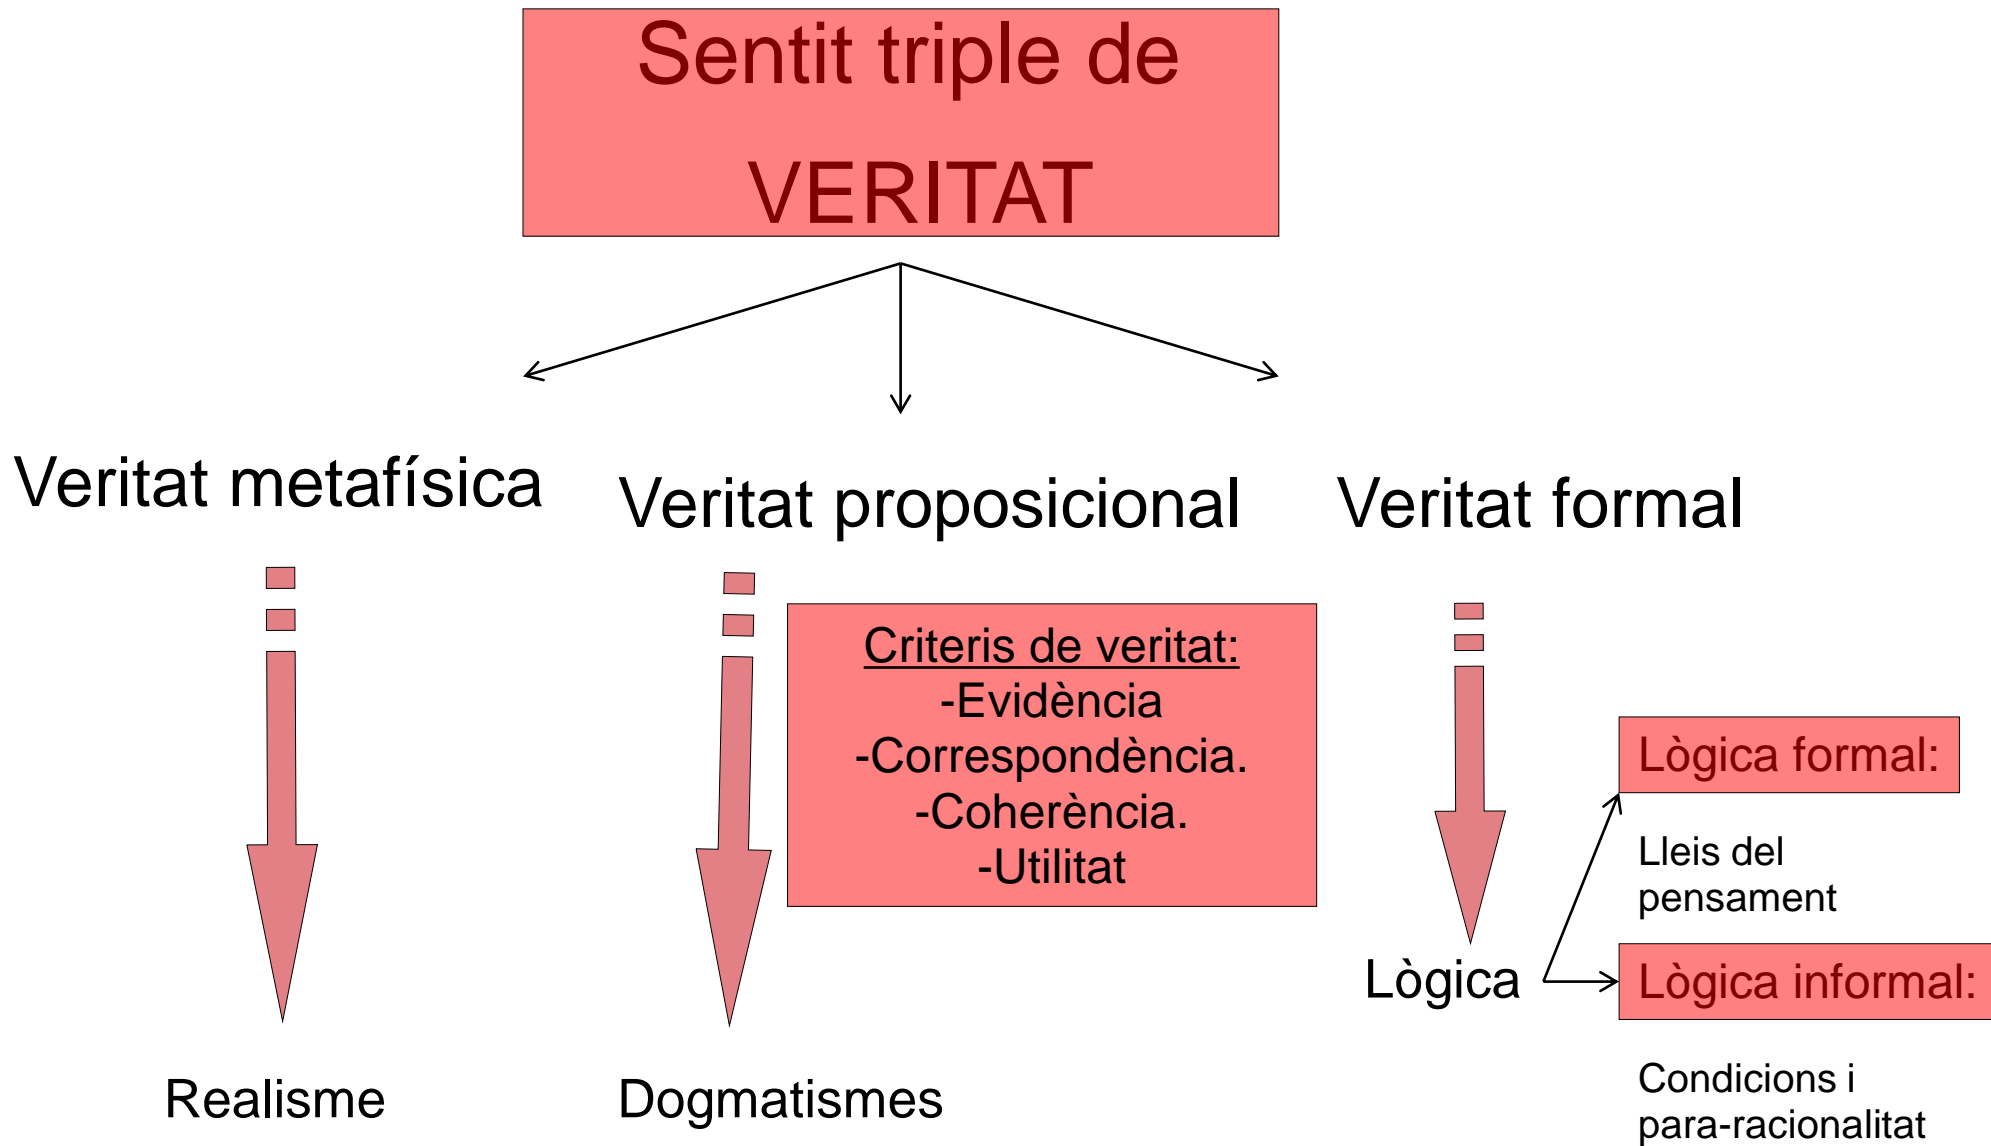 Sentit triple de
VERITAT
Veritat metafísica
Veritat proposicional
Veritat formal
Criteris de veritat:
-Evidència
-Correspondència.
-Coherència.
-Utilitat
Lògica formal:
Lleis del
pensament
Lògica
Lògica informal:
Condicions i
para-racionalitat
Realisme
Dogmatismes